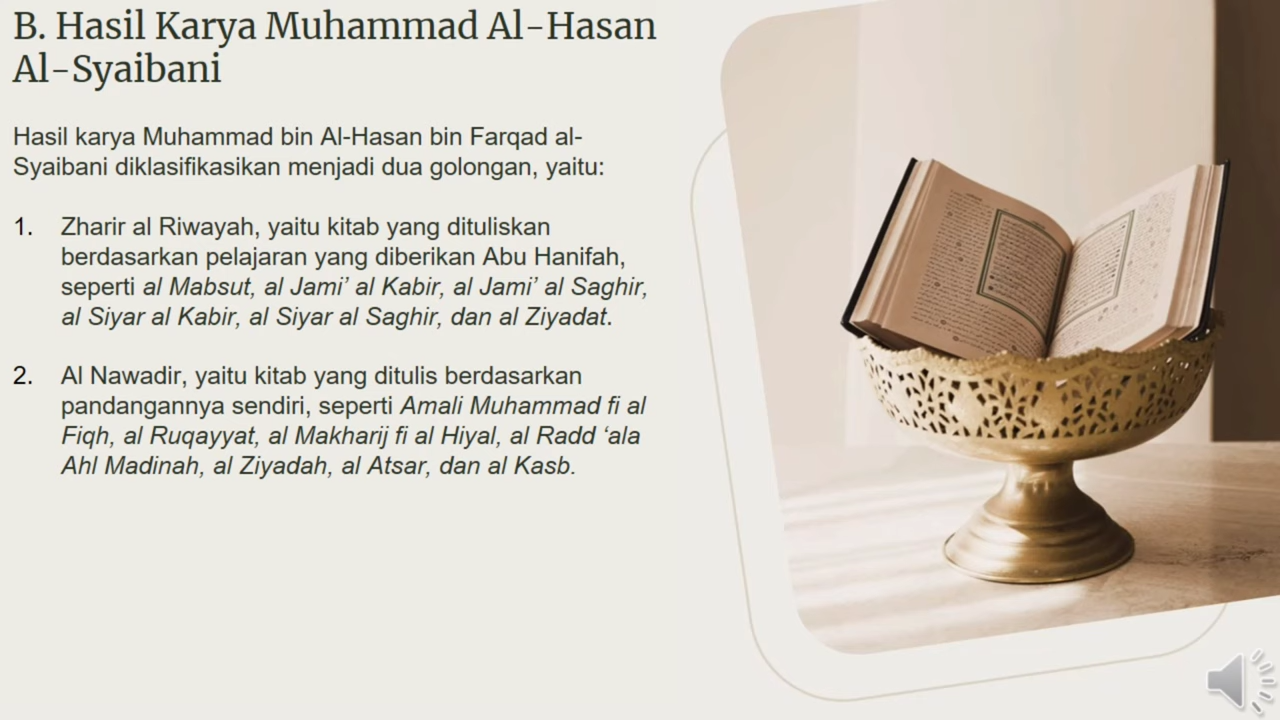 B. Hasil Karya Muhammad Al-Hasan
Al-Syaibani
Hasil karya Muhammad bin Al-Hasan bin Farqad al-
Syaibani diklasifikasikan menjadi dua golongan, yaitu:
1. Zharir al Riwayah, yaitu kitab yang dituliskan
berdasarkan pelajaran yang diberikan Abu Hanifah,
seperti al Mabsut, al Jami’ al Kabir, al Jami’ al Saghir,
al Siyar al Kabir, al Siyar al Saghir, dan al Ziyadat.
2. Al Nawadir, yaitu kitab yang ditulis berdasarkan
pandangannya sendiri, seperti Amali Muhammad fi al
Fiqh, al Ruqayyat, al Makharij fi al Hiyal, al Radd ‘ala
Ahl Madinah, al Ziyadah, al Atsar, dan al Kasb.